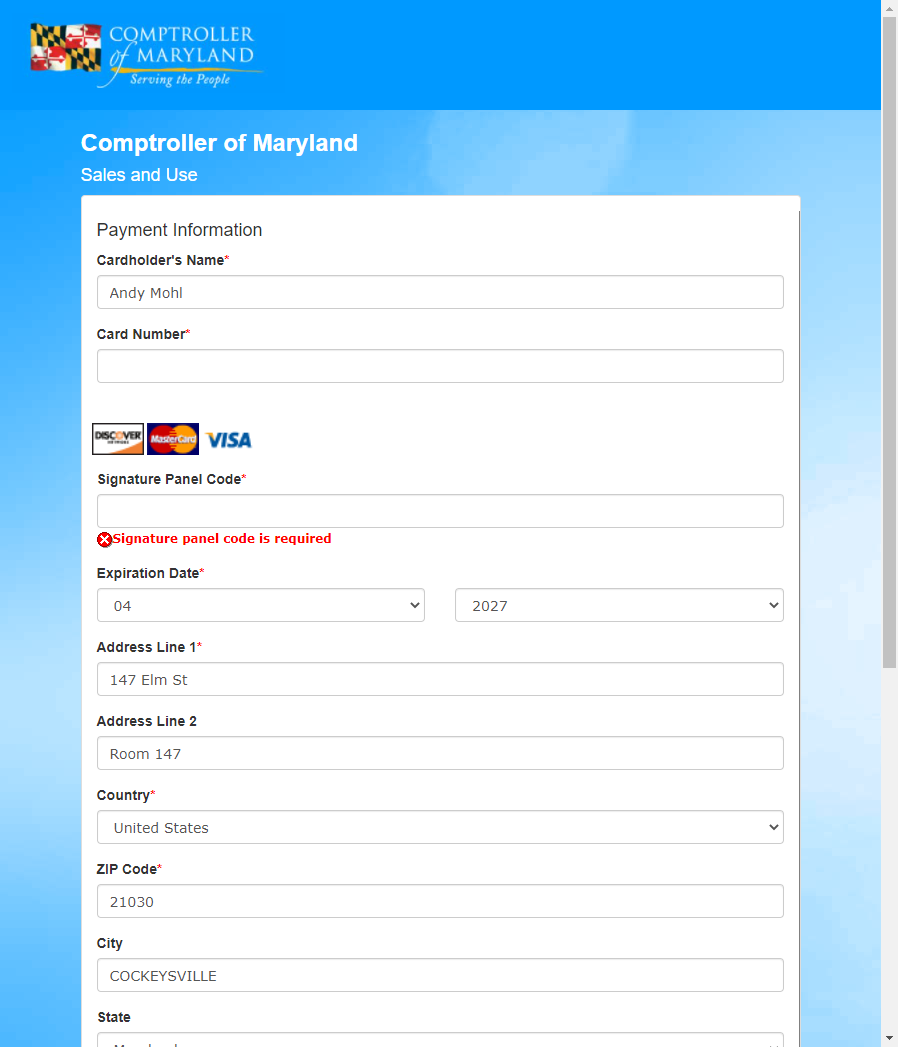 COMPTROLLER
of MARYLAND
Serving the People
Comptroller of Maryland
Sales and Use
Payment Information
Cardholder's Name*
Andy Mohl
Card Number*
DISCOVER MasterCard VISA
NETWORK
Signature Panel Code*
Signature panel code is required
Expiration Date*
04 2027
Address Line 1*
147 Elm St
Address Line 2
Room 147
Country*
United States
ZIP Code*
21030
City
COCKEYSVILLE
State